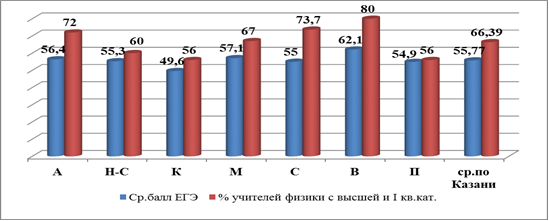 56,4 72 55,3 60 49,6 56 57,1 67 55 73,7 62,1 80 54,9 56 55,77 66,39
А Н-С К М С В П ср.по
Казани
Ср.балл ЕГЭ % учителей физики с высшей и I кв.кат.